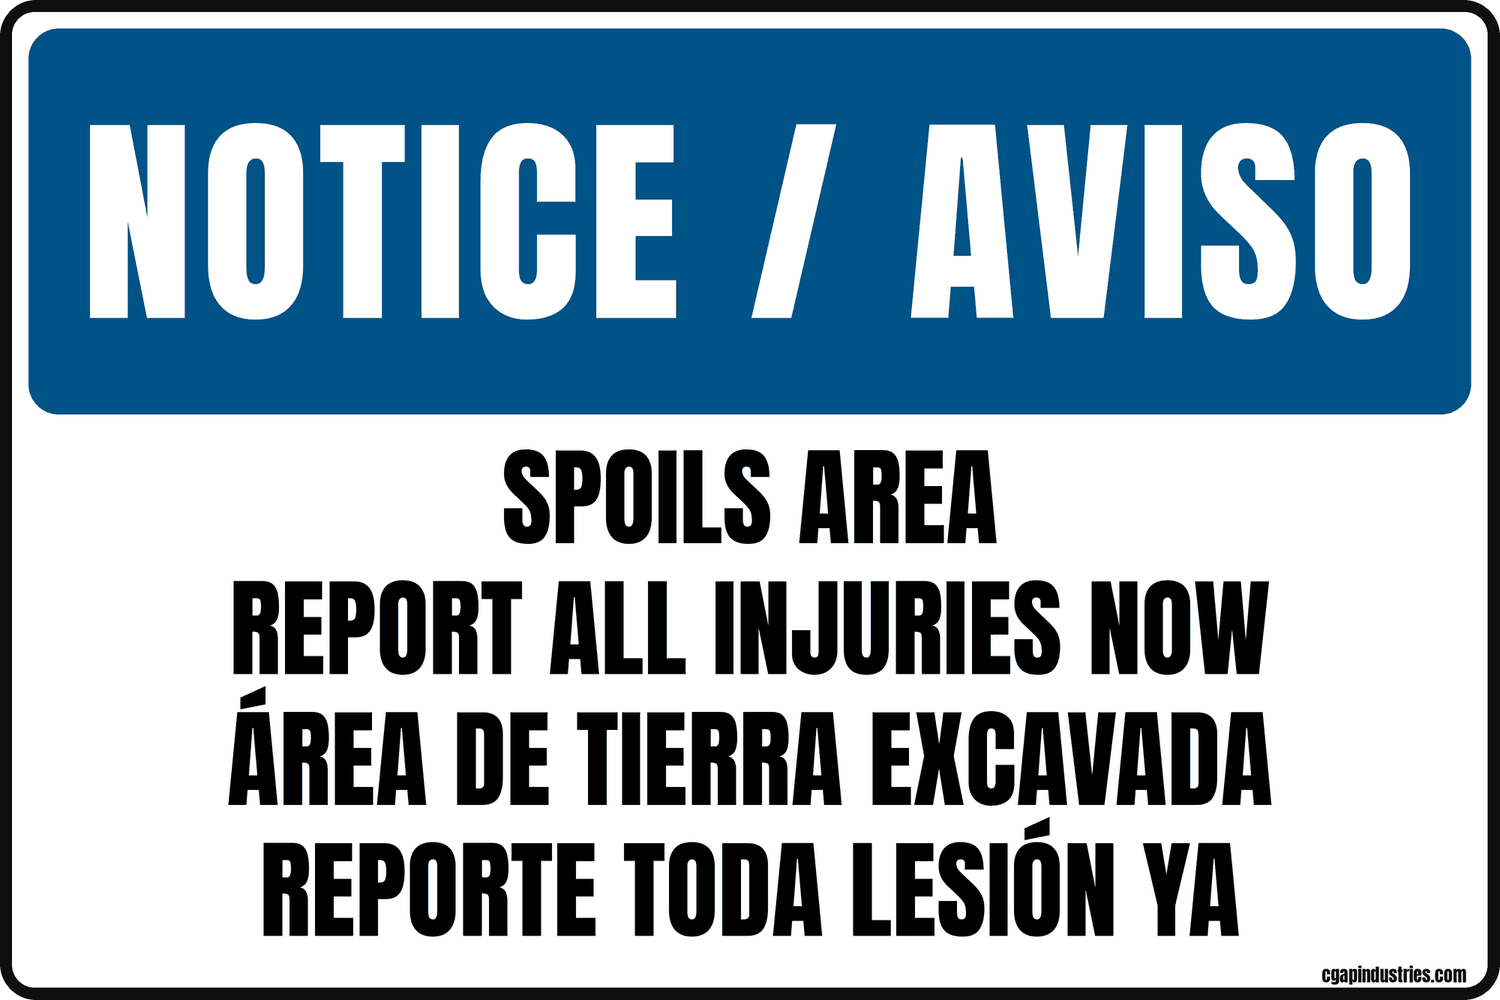 NOTICE / AVISO
SPOILS AREA
REPORT ALL INJURIES NOW
ÁREA DE TIERRA EXCAVADA
REPORTE TODA LESIÓN YA
cgapindustries.com